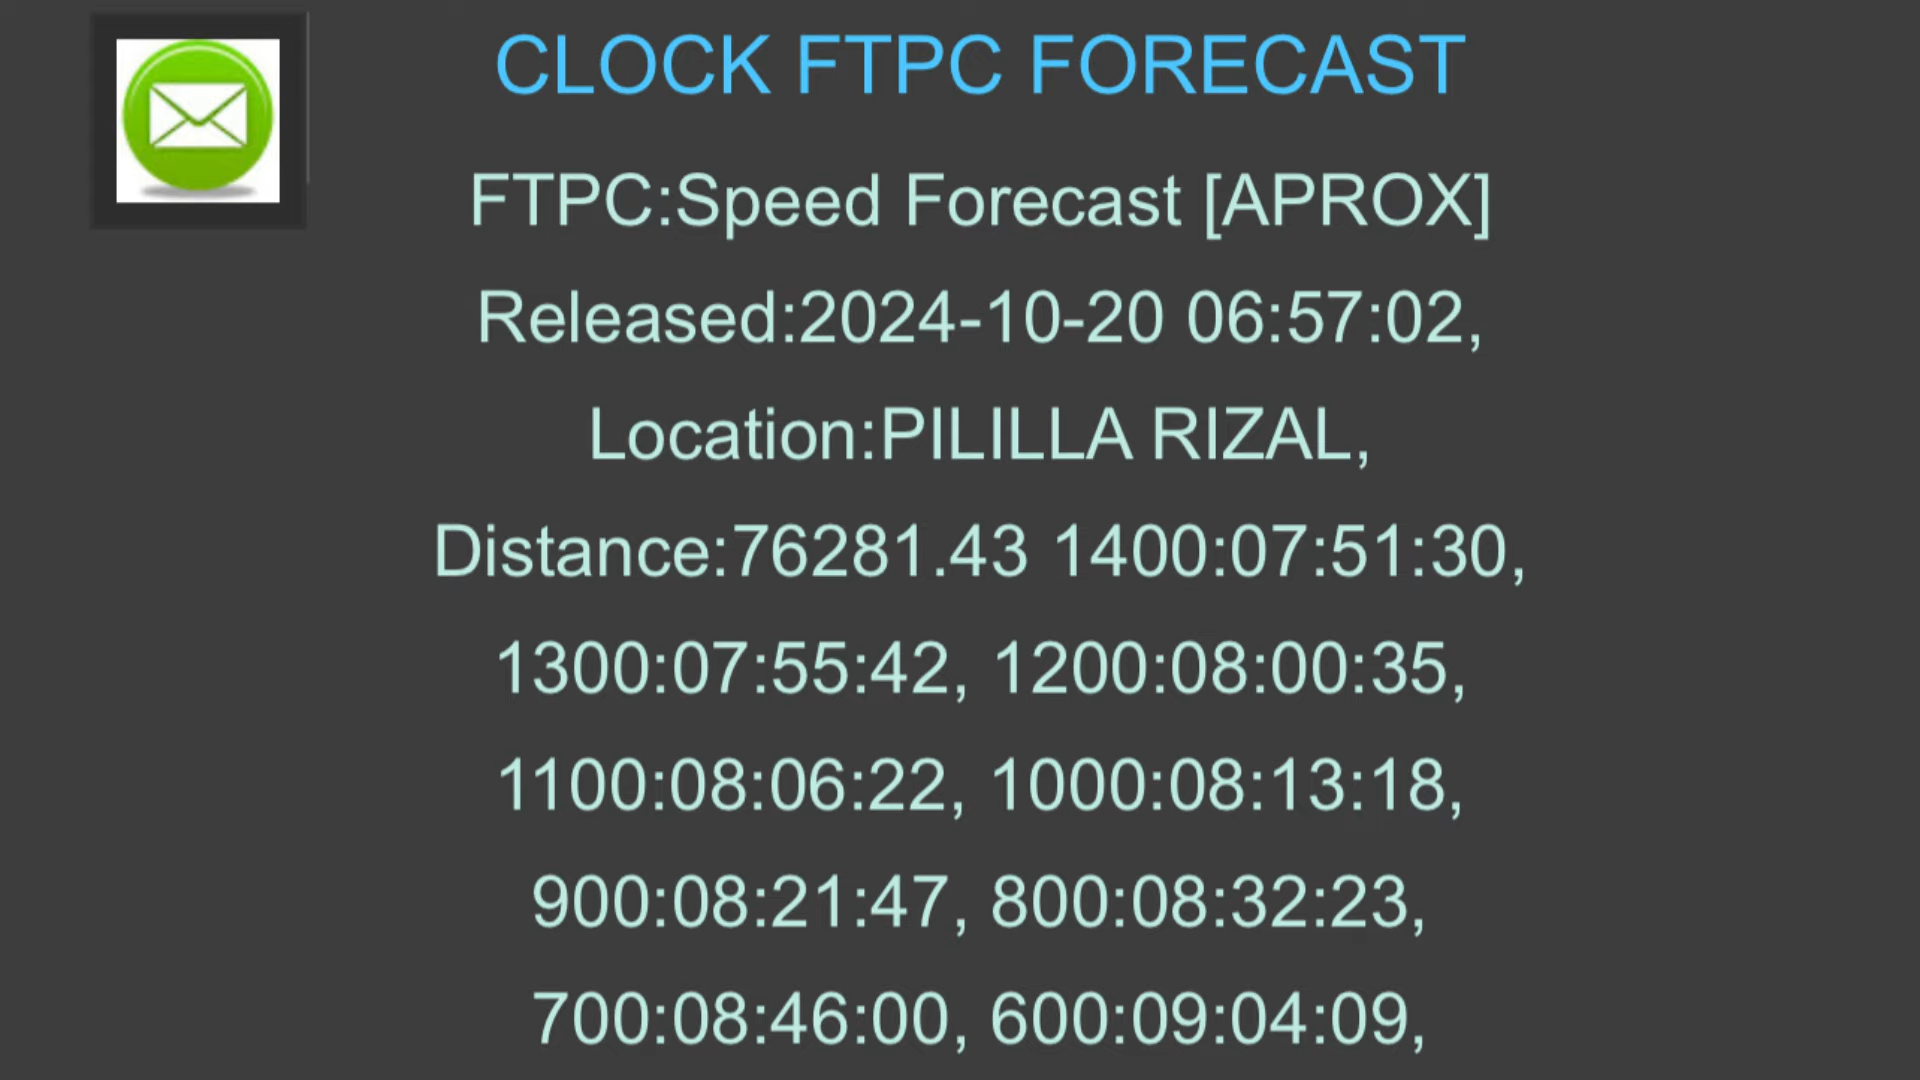 CLOCK FTPC FORECAST
FTPC:Speed Forecast [APROX]
Released:2024-10-20 06:57:02,
Location:PILILLA RIZAL,
Distance:76281.43 1400:07:51:30,
1300:07:55:42, 1200:08:00:35,
1100:08:06:22, 1000:08:13:18,
900:08:21:47, 800:08:32:23,
700:08:46:00, 600:09:04:09,